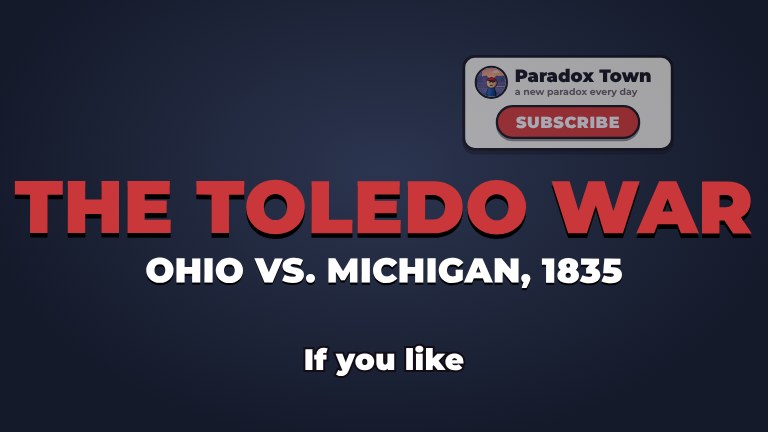 Paradox Town
a new paradox every day
SUBSCRIBE
THE TOLEDO WAR
OHIO VS. MICHIGAN, 1835
If you like